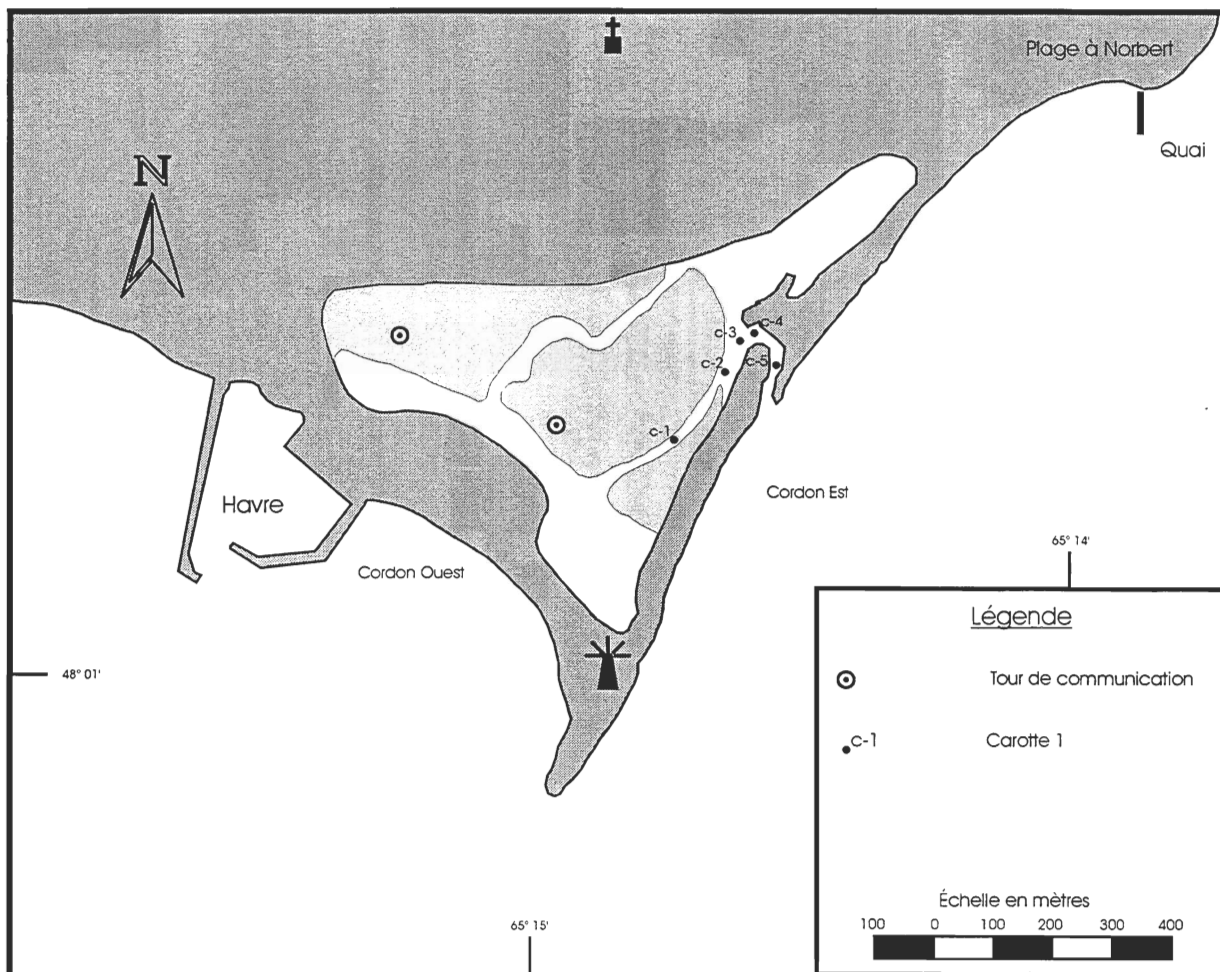 Plage à Norbert
Quai
N
c-4
c-3
c-2
c-5
c-1
Havre
Cordon Est
Cordon Ouest
65° 14'
48° 01'
65° 15'
Légende
Tour de communication
c-1
Carotte 1
Échelle en mètres
100 0 100 200 300 400